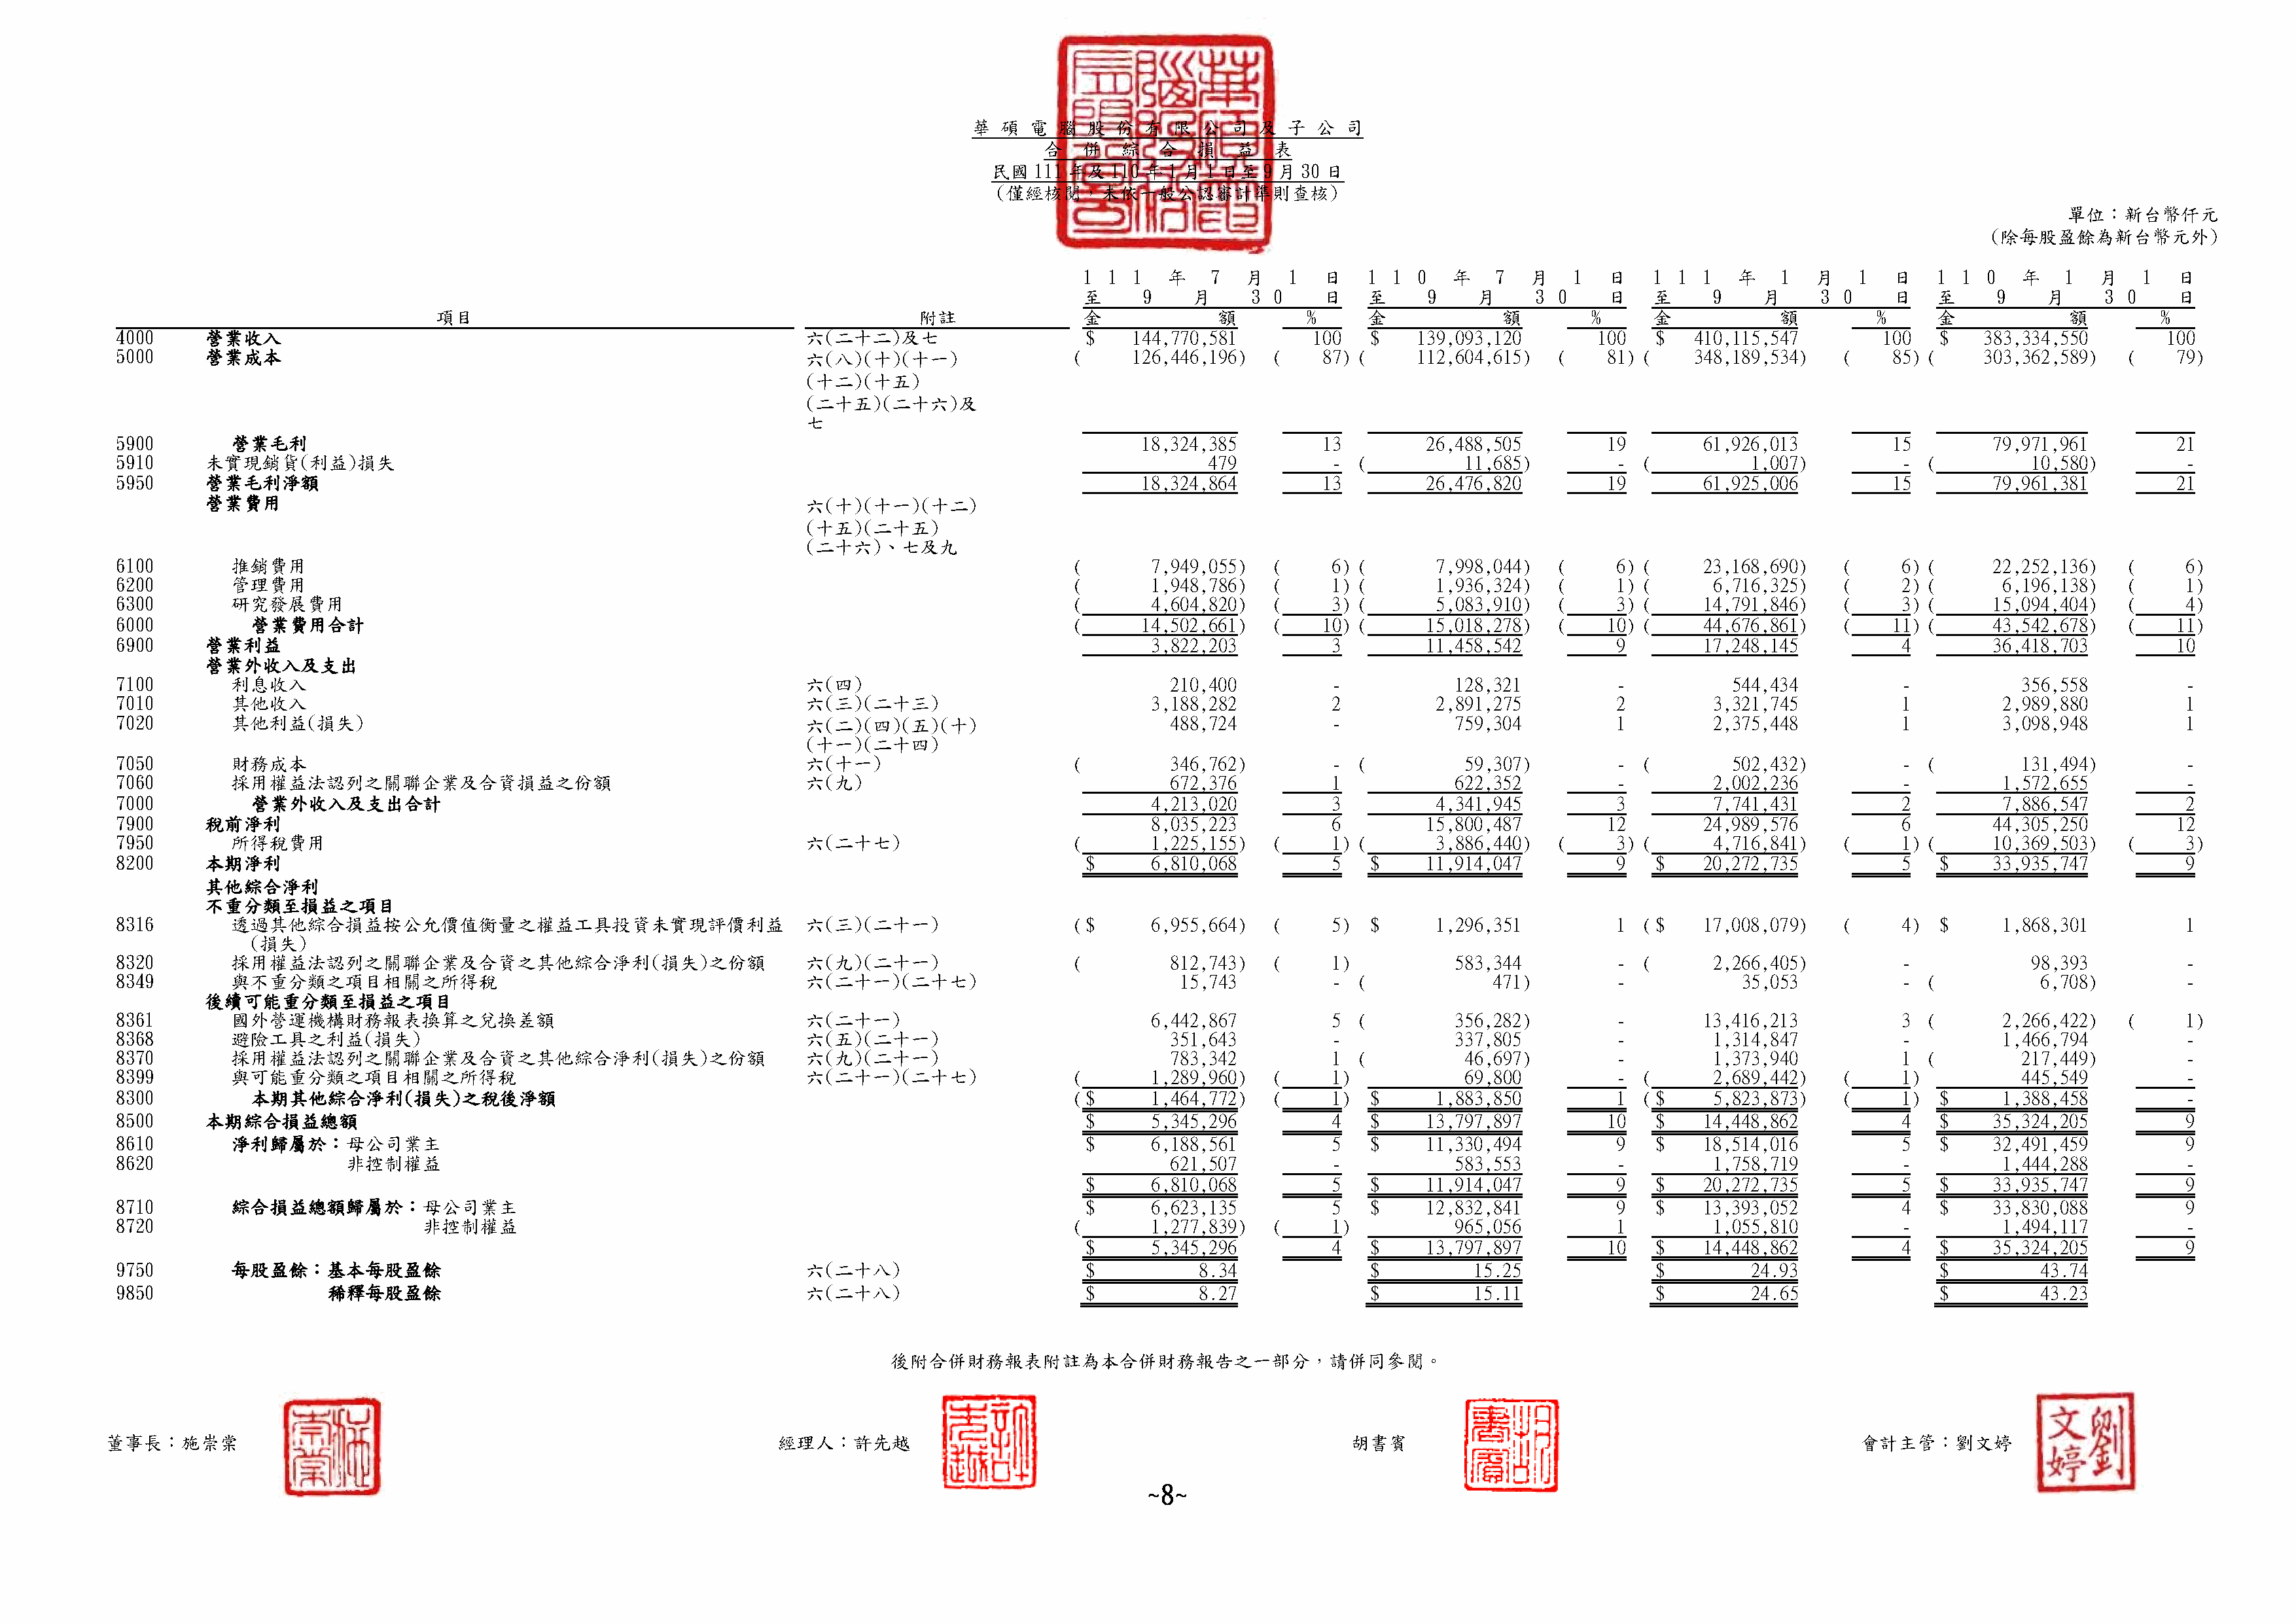 華碩電腦股份有限公司及子公司
合併綜合損益表
民國111年及110年1月1日至9月30日
(僅經核閱,未依一般公認審計準則查核)
單位:新台幣仟元
(除每股盈餘為新台幣元外)
111年7月1日 110年7月1日 111年1月1日 110年1月1日
至9月30日 至9月30日 至9月30日 至9月30日
項目 附註 金額 % 金額 % 金額 % 金額 %
4000 營業收入 六(二十二)及七 $ 144,770,581 100 $ 139,093,120 100 $ 410,115,547 100 $ 383,334,550 100
5000 營業成本 六(八)(十)(十一) ( 126,446,196) ( 87) ( 112,604,615) ( 81) ( 348,189,534) ( 85) ( 303,362,589) ( 79)
(十二)(十五)
(二十五)(二十六)及
七
5900 營業毛利 18,324,385 13 26,488,505 19 61,926,013 15 79,971,961 21
5910 未實現銷貨(利益)損失 479 - ( 11,685) - ( 1,007) - ( 10,580) -
5950 營業毛利淨額 18,324,864 13 26,476,820 19 61,925,006 15 79,961,381 21
營業費用 六(十)(十一)(十二)
(十五)(二十五)
(二十六)、七及九
6100 推銷費用 ( 7,949,055) ( 6) ( 7,998,044) ( 6) ( 23,168,690) ( 6) ( 22,252,136) ( 6)
6200 管理費用 ( 1,948,786) ( 1) ( 1,936,324) ( 1) ( 6,716,325) ( 2) ( 6,196,138) ( 1)
6300 研究發展費用 ( 4,604,820) ( 3) ( 5,083,910) ( 3) ( 14,791,846) ( 3) ( 15,094,404) ( 4)
6000 營業費用合計 ( 14,502,661) ( 10) ( 15,018,278) ( 10) ( 44,676,861) ( 11) ( 43,542,678) ( 11)
6900 營業利益 3,822,203 3 11,458,542 9 17,248,145 4 36,418,703 10
營業外收入及支出
7100 利息收入 六(四) 210,400 - 128,321 - 544,434 - 356,558 -
7010 其他收入 六(三)(二十三) 3,188,282 2 2,891,275 2 3,321,745 1 2,989,880 1
7020 其他利益(損失) 六(二)(四)(五)(十) 488,724 - 759,304 1 2,375,448 1 3,098,948 1
(十一)(二十四)
7050 財務成本 六(十一) ( 346,762) - ( 59,307) - ( 502,432) - ( 131,494) -
7060 採用權益法認列之關聯企業及合資損益之份額 六(九) 672,376 1 622,352 - 2,002,236 - 1,572,655 -
7000 營業外收入及支出合計 4,213,020 3 4,341,945 3 7,741,431 2 7,886,547 2
7900 稅前淨利 8,035,223 6 15,800,487 12 24,989,576 6 44,305,250 12
7950 所得稅費用 六(二十七) ( 1,225,155) ( 1) ( 3,886,440) ( 3) ( 4,716,841) ( 1) ( 10,369,503) ( 3)
8200 本期淨利 $ 6,810,068 5 $ 11,914,047 9 $ 20,272,735 5 $ 33,935,747 9
其他綜合淨利
不重分類至損益之項目
8316 透過其他綜合損益按公允價值衡量之權益工具投資未實現評價利益 六(三)(二十一) ($ 6,955,664) ( 5) $ 1,296,351 1 ($ 17,008,079) ( 4) $ 1,868,301 1
(損失)
8320 採用權益法認列之關聯企業及合資之其他綜合淨利(損失)之份額 六(九)(二十一) ( 812,743) ( 1) 583,344 - ( 2,266,405) - 98,393 -
8349 與不重分類之項目相關之所得稅 六(二十一)(二十七) 15,743 - ( 471) - 35,053 - ( 6,708) -
後續可能重分類至損益之項目
8361 國外營運機構財務報表換算之兌換差額 六(二十一) 6,442,867 5 ( 356,282) - 13,416,213 3 ( 2,266,422) ( 1)
8368 避險工具之利益(損失) 六(五)(二十一) 351,643 - 337,805 - 1,314,847 - 1,466,794 -
8370 採用權益法認列之關聯企業及合資之其他綜合淨利(損失)之份額 六(九)(二十一) 783,342 1 ( 46,697) - 1,373,940 1 ( 217,449) -
8399 與可能重分類之項目相關之所得稅 六(二十一)(二十七) ( 1,289,960) ( 1) 69,800 - ( 2,689,442) ( 1) 445,549 -
8300 本期其他綜合淨利(損失)之稅後淨額 ($ 1,464,772) ( 1) $ 1,883,850 1 ($ 5,823,873) ( 1) $ 1,388,458 -
8500 本期綜合損益總額 $ 5,345,296 4 $ 13,797,897 10 $ 14,448,862 4 $ 35,324,205 9
8610 淨利歸屬於:母公司業主 $ 6,188,561 5 $ 11,330,494 9 $ 18,514,016 5 $ 32,491,459 9
8620 非控制權益 621,507 - 583,553 - 1,758,719 - 1,444,288 -
$ 6,810,068 5 $ 11,914,047 9 $ 20,272,735 5 $ 33,935,747 9
8710 綜合損益總額歸屬於:母公司業主 $ 6,623,135 5 $ 12,832,841 9 $ 13,393,052 4 $ 33,830,088 9
8720 非控制權益 ( 1,277,839) ( 1) 965,056 1 1,055,810 - 1,494,117 -
$ 5,345,296 4 $ 13,797,897 10 $ 14,448,862 4 $ 35,324,205 9
9750 每股盈餘:基本每股盈餘 六(二十八) $ 8.34 $ 15.25 $ 24.93 $ 43.74
9850 稀釋每股盈餘 六(二十八) $ 8.27 $ 15.11 $ 24.65 $ 43.23
後附合併財務報表附註為本合併財務報告之一部分,請併同參閱。
董事長:施崇棠 經理人:許先越 胡書賓 會計主管:劉文婷
~8~